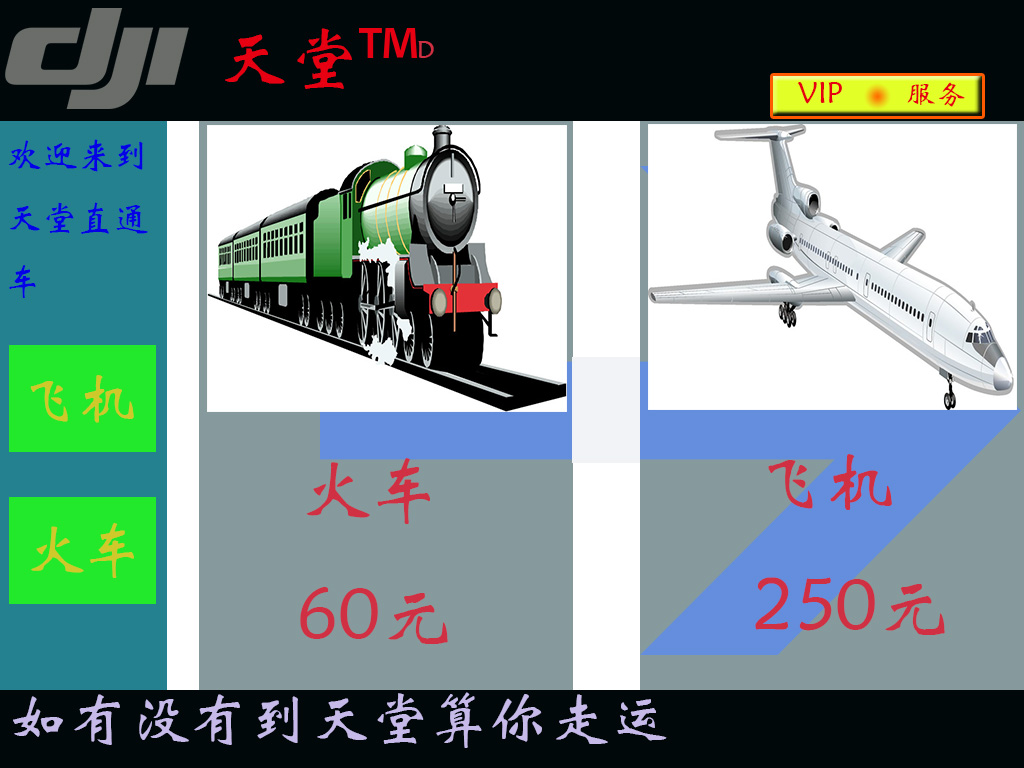 dji 天堂TMD
VIP 服务
欢迎来到
天堂直通
车
飞机
火车
火车
60元
飞机
250元
如有没有到天堂算你走运